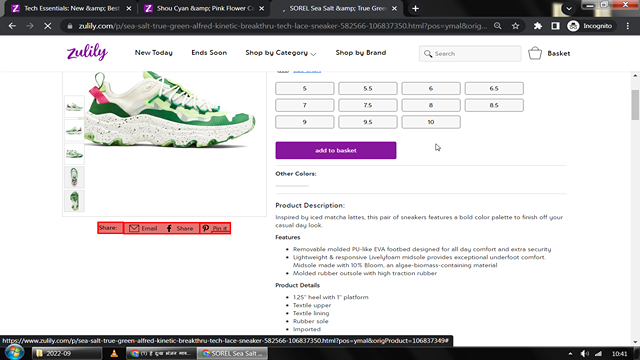 Tech Essentials: New &amp; Best
Shou Cyan &amp; Pink Flower C
SOREL Sea Salt &amp; True Green
zulily.com/p/sea-salt-true-green-alfred-kinetic-breakthru-tech-lace-sneaker-582566-106837350.html?pos=ymal&orig...
Incognito
zulily
New Today
Ends Soon
Shop by Category
Shop by Brand
Search
Basket
5 5.5 6 6.5
7 7.5 8 8.5
9 9.5 10
add to basket
Other Colors:
Share: Email Share Pin it
Product Description:
Inspired by iced matcha lattes, this pair of sneakers features a bold color palette to finish off your
casual day look.
Features
• Removable molded PU-like EVA footbed designed for all day comfort and extra security
• Lightweight & responsive Livelyfoam midsole provides exceptional underfoot comfort.
Midsole made with 10% Bloom, an algae-biomass-containing material
• Molded rubber outsole with high traction rubber
Product Details
• 1.25" heel with 1" platform
• Textile upper
• Textile lining
• Rubber sole
• Imported
https://www.zulily.com/p/sea-salt-true-green-alfred-kinetic-breakthru-tech-lace-sneaker-582566-106837350.html?pos=ymal&origProduct=106837349#
2022-09
SOREL Sea Salt ...
10:41